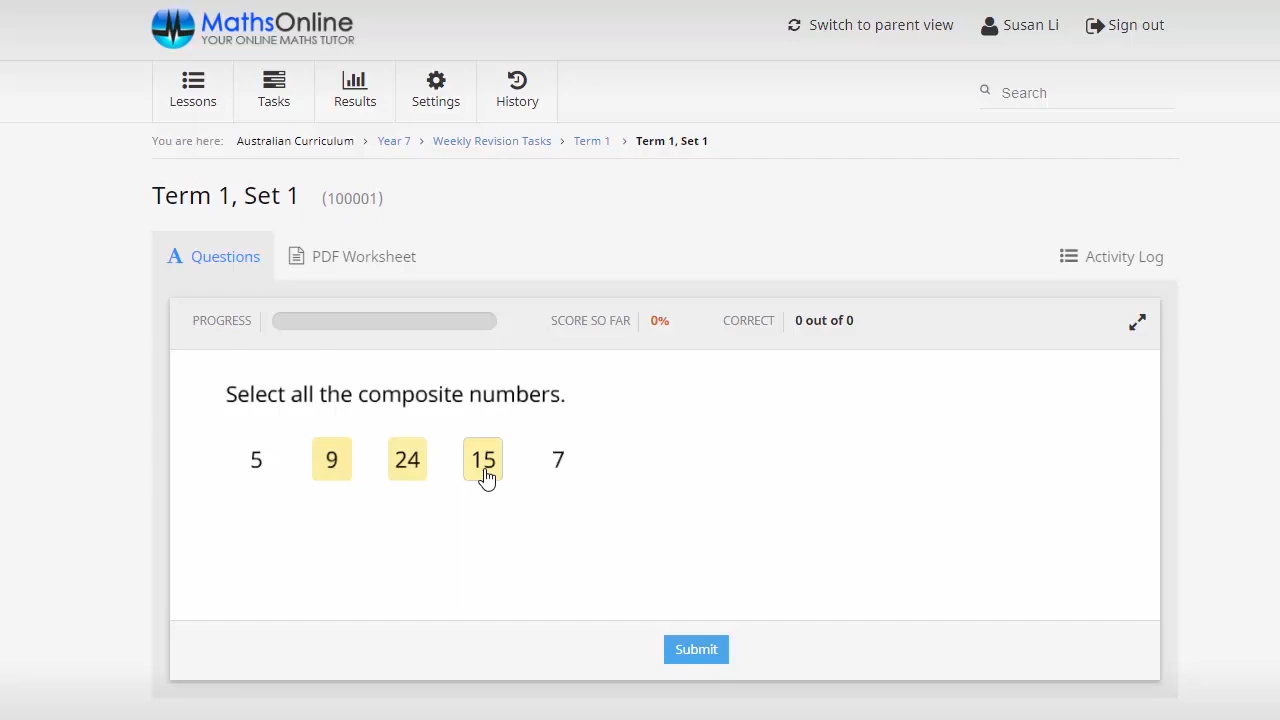 MathsOnline
YOUR ONLINE MATHS TUTOR
Switch to parent view
Susan Li
Sign out
Lessons
Tasks
Results
Settings
History
Search
You are here: Australian Curriculum > Year 7 > Weekly Revision Tasks > Term 1 > Term 1, Set 1
Term 1, Set 1 (100001)
A Questions
PDF Worksheet
Activity Log
PROGRESS
SCORE SO FAR 0%
CORRECT 0 out of 0
Select all the composite numbers.
5 9 24 15 7
Submit